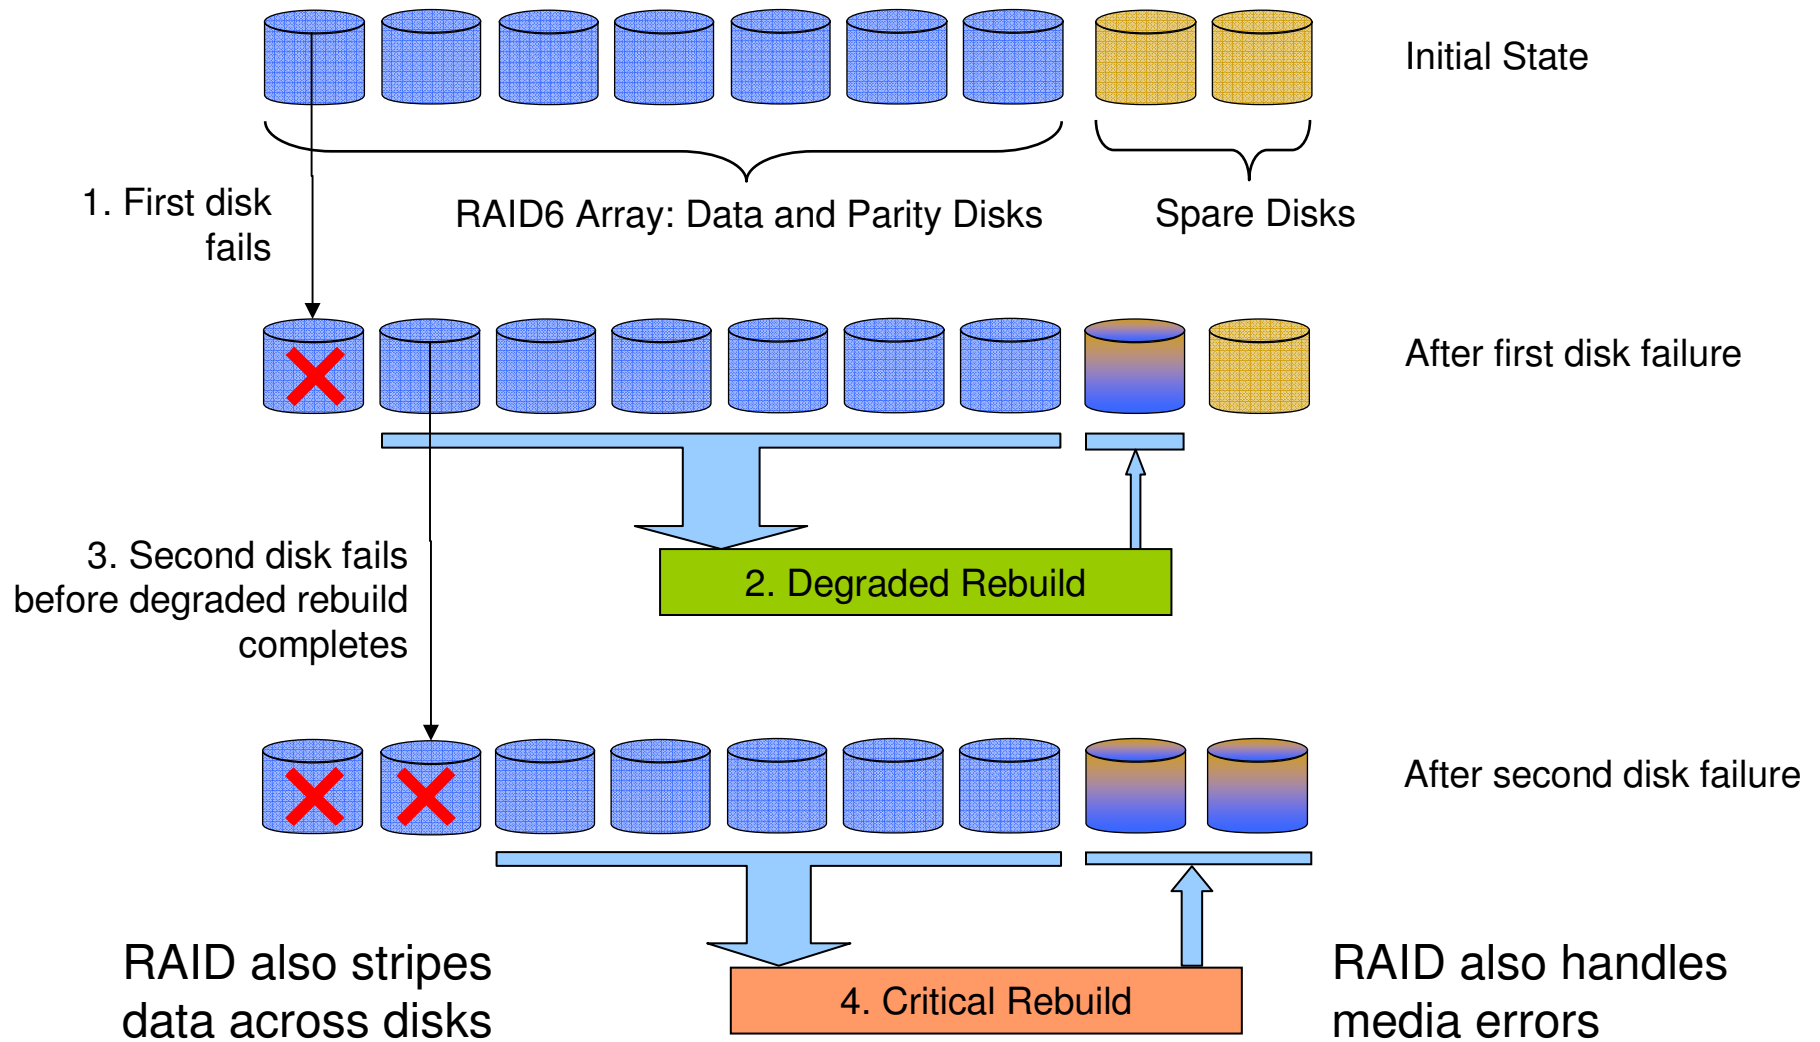 Initial State
1. First disk
fails
RAID6 Array: Data and Parity Disks
Spare Disks
After first disk failure
2. Degraded Rebuild
3. Second disk fails
before degraded rebuild
completes
After second disk failure
4. Critical Rebuild
RAID also stripes
data across disks
RAID also handles
media errors